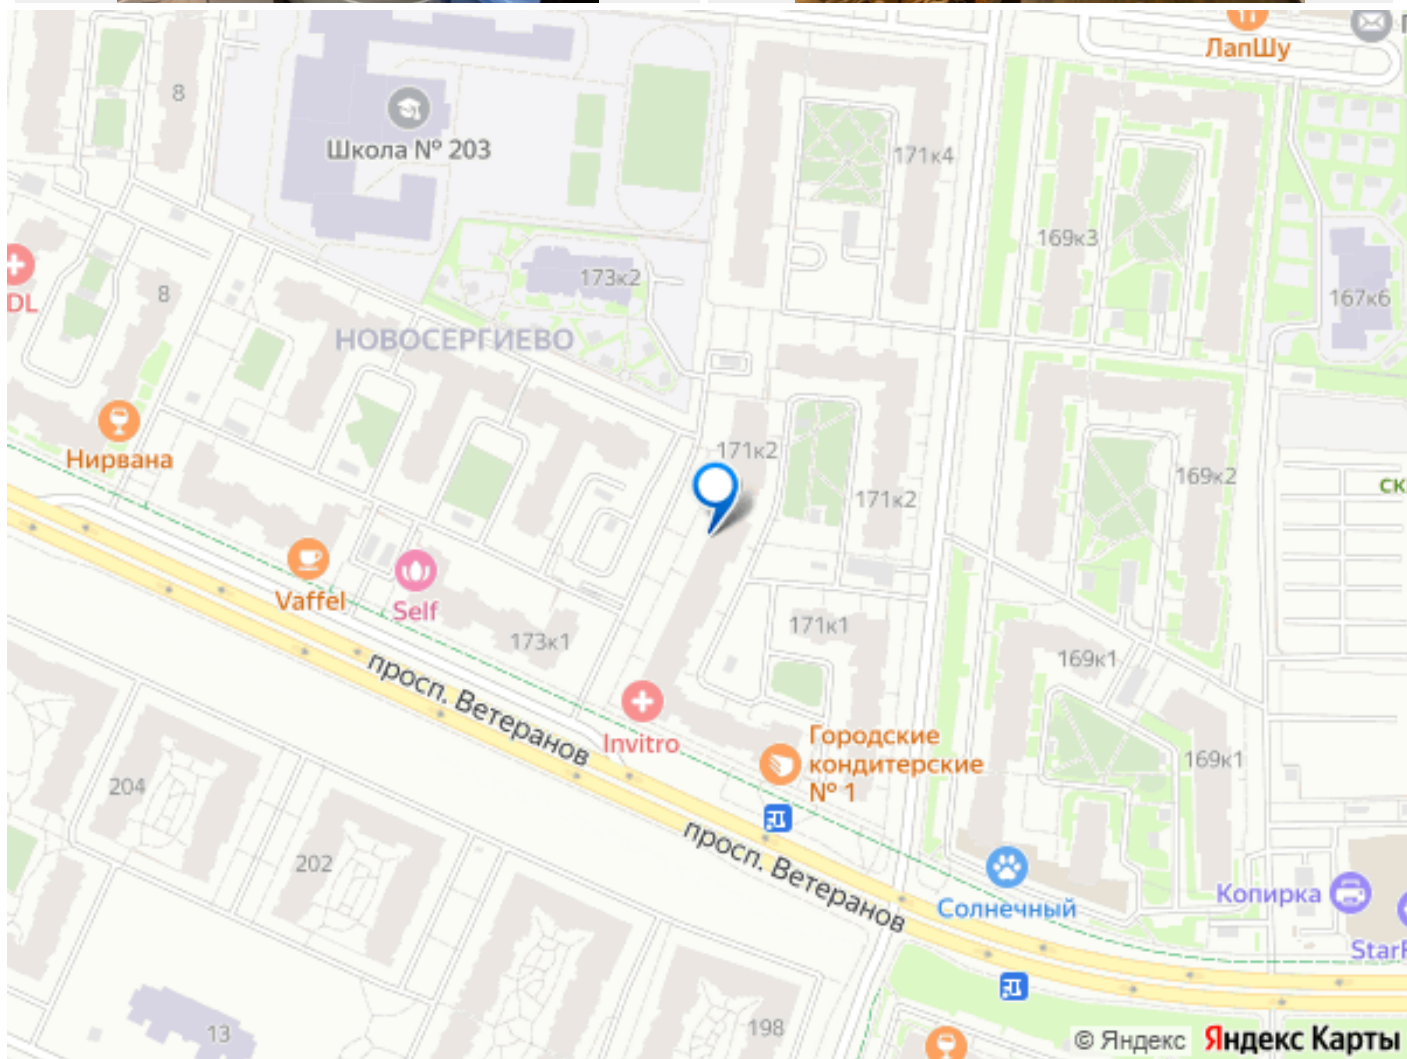 ЛапШу
8
Школа № 203
171к4
169к3
173к2
167к6
DL
8
НОВОСЕРГИЕВО
171к2
Нирвана
169к2
ск
171к2
Vaffel
Self
173к1
171к1
169к1
просп. Ветеранов
Invitro
Городские
кондитерские
№ 1
169к1
204
просп. Ветеранов
202
Копирка
Солнечный
Star
13
198
© Яндекс Яндекс Карты